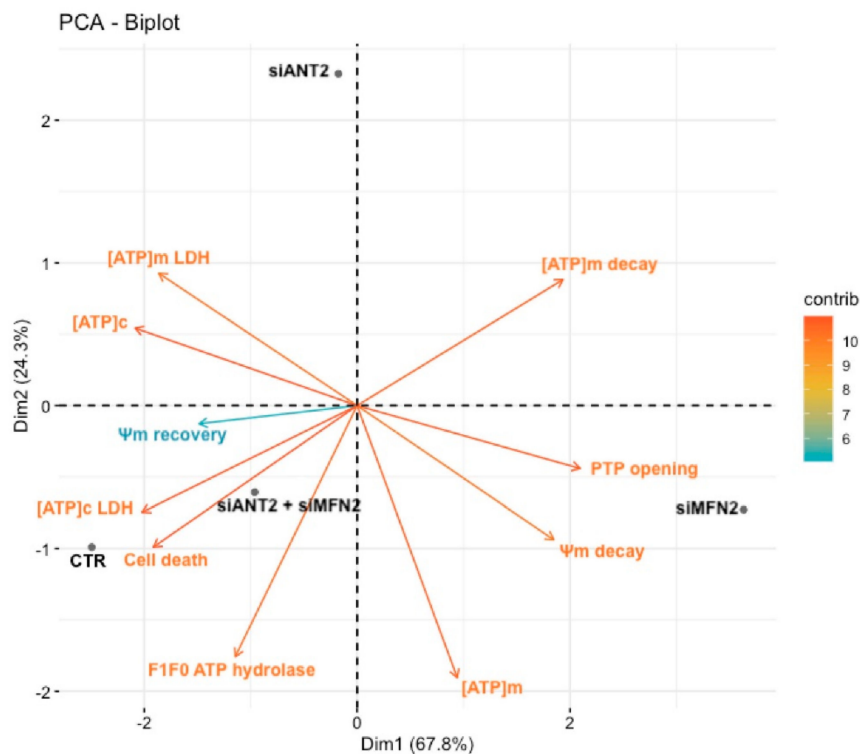 PCA - Biplot
siANT2
2
[ATP]m LDH
[ATP]m decay
1
[ATP]c
contrib
10
9
8
7
6
Dim2 (24.3%)
0
Ψm recovery
PTP opening
[ATP]c LDH
siANT2 + siMFN2
siMFN2
-1
CTR
Cell death
Ψm decay
F1F0 ATP hydrolase
[ATP]m
-2
-2
0
2
Dim1 (67.8%)